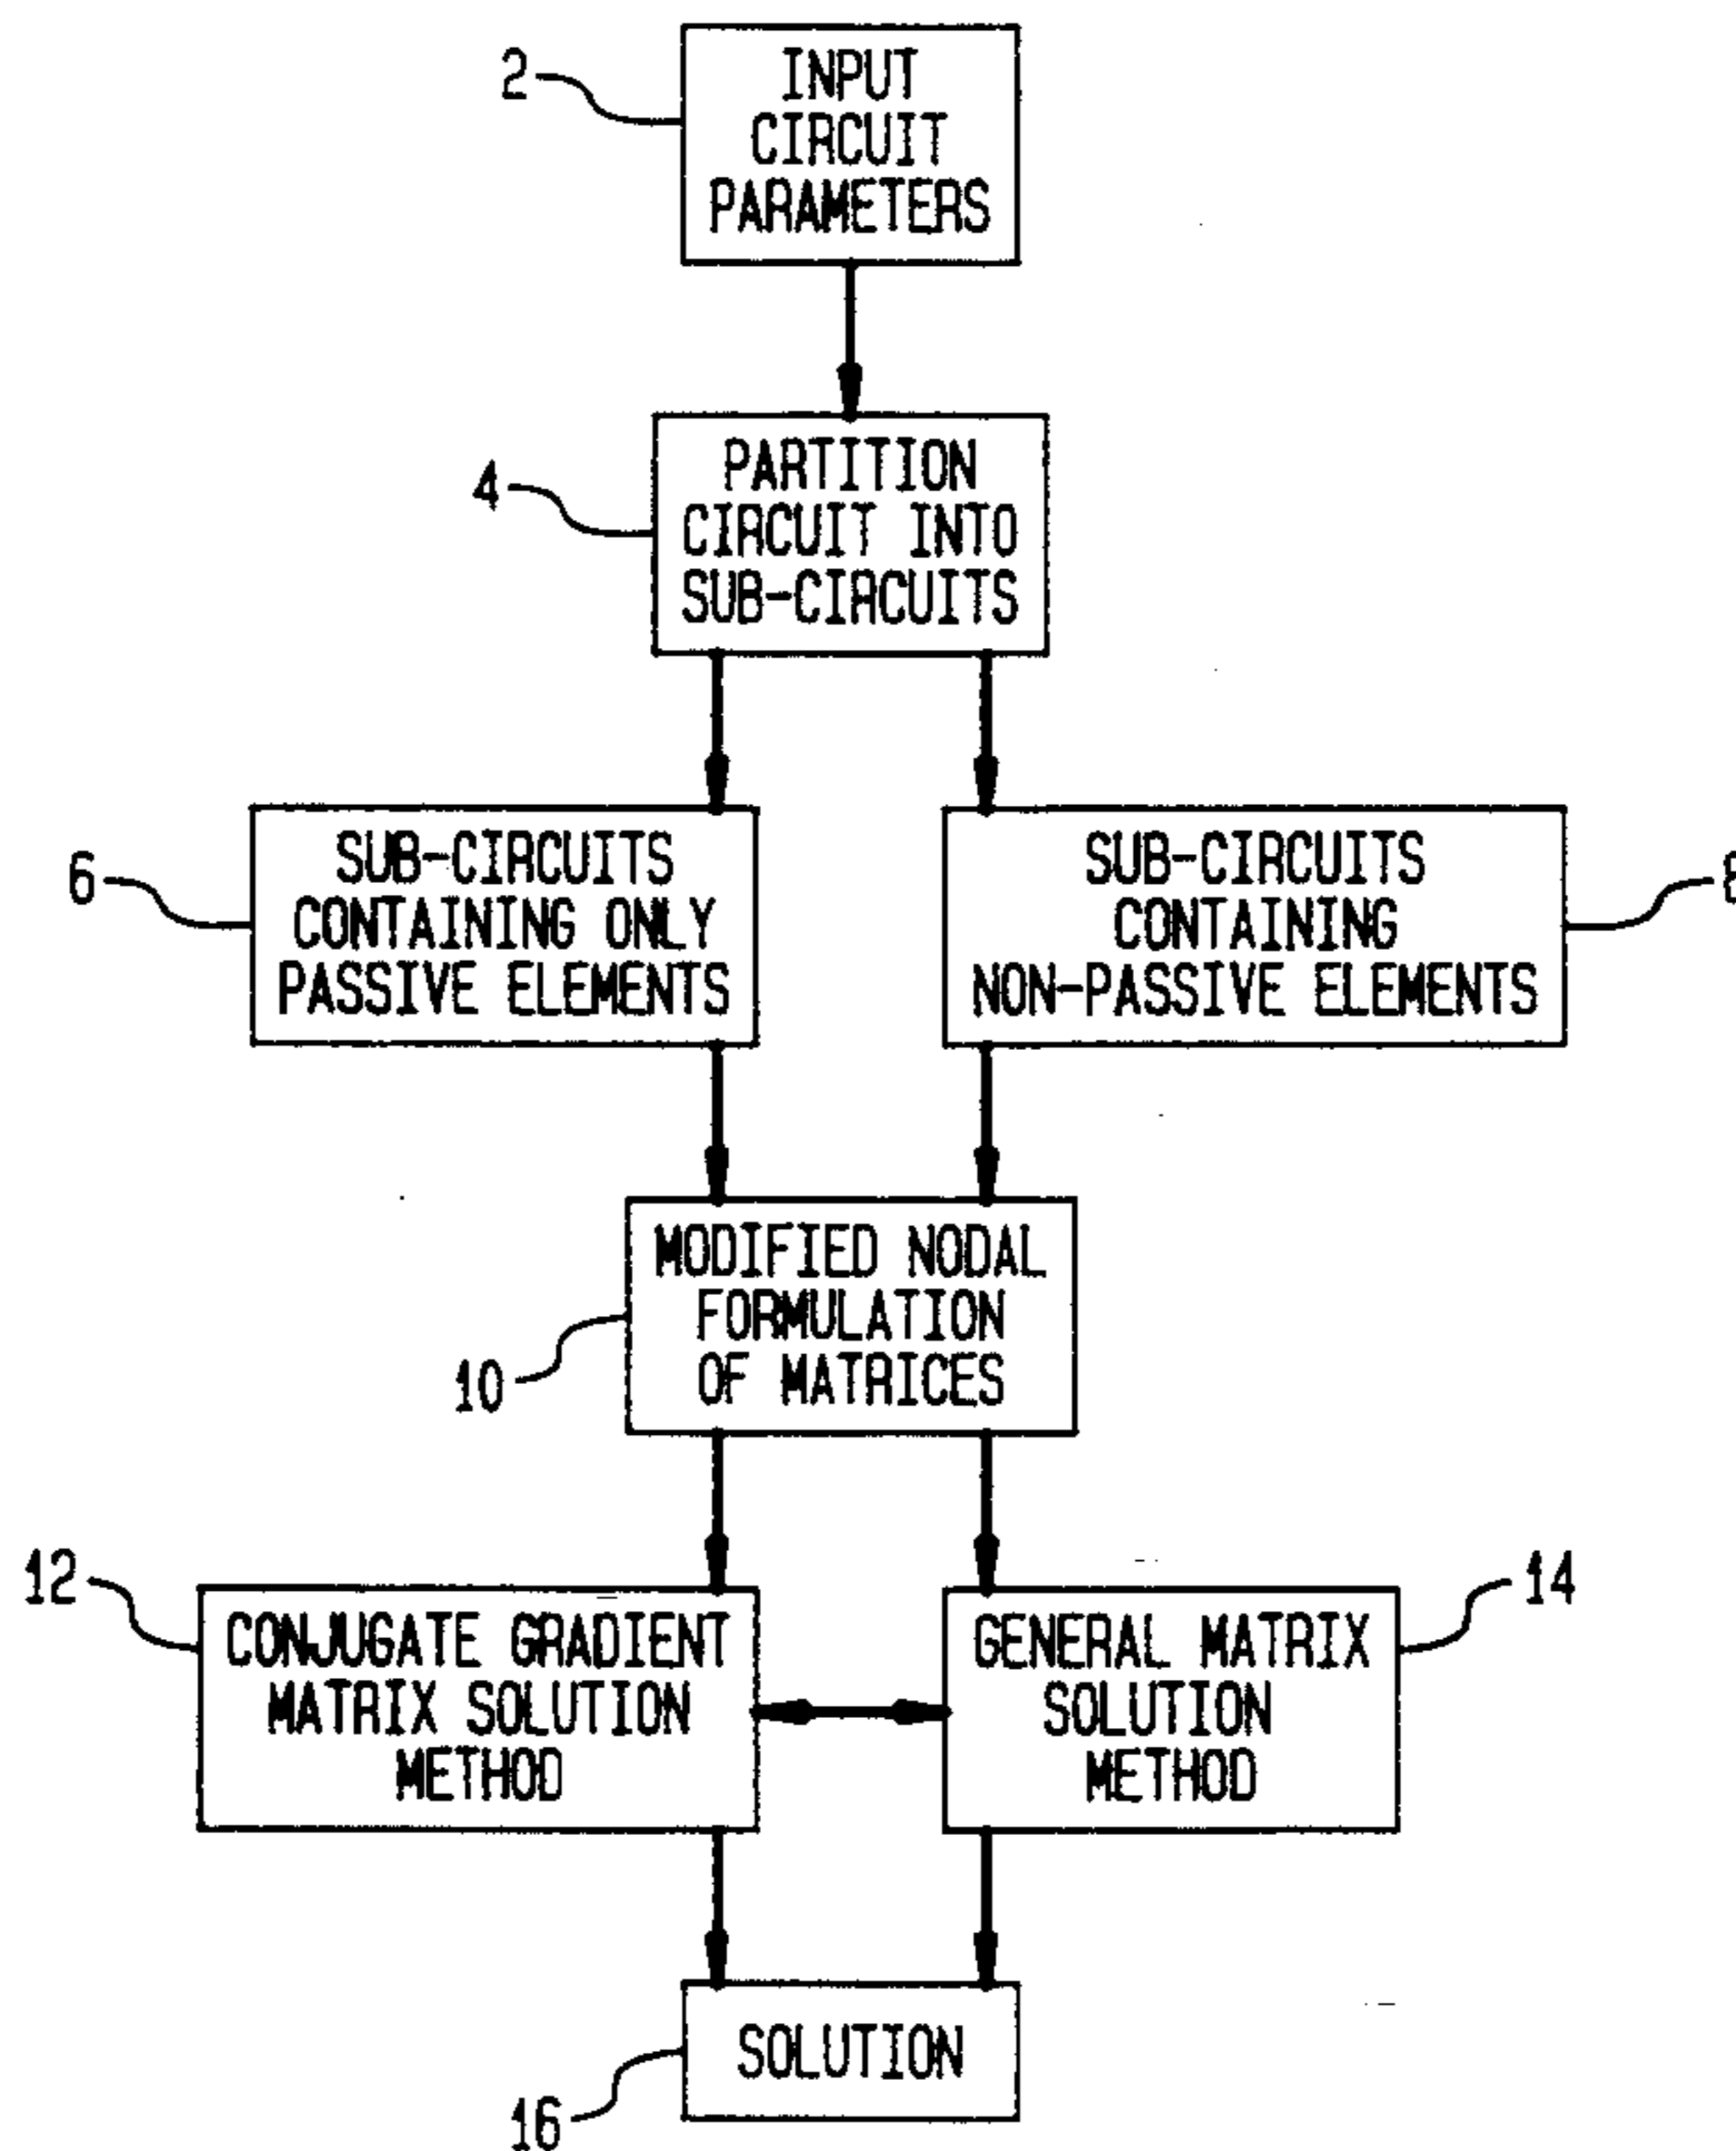 2
INPUT
CIRCUIT
PARAMETERS
4
PARTITION
CIRCUIT INTO
SUB-CIRCUITS
6
SUB-CIRCUITS
CONTAINING ONLY
PASSIVE ELEMENTS
SUB-CIRCUITS
CONTAINING
NON-PASSIVE ELEMENTS
8
10
MODIFIED NODAL
FORMULATION
OF MATRICES
12
CONJUGATE GRADIENT
MATRIX SOLUTION
METHOD
GENERAL MATRIX
SOLUTION
METHOD
14
16
SOLUTION